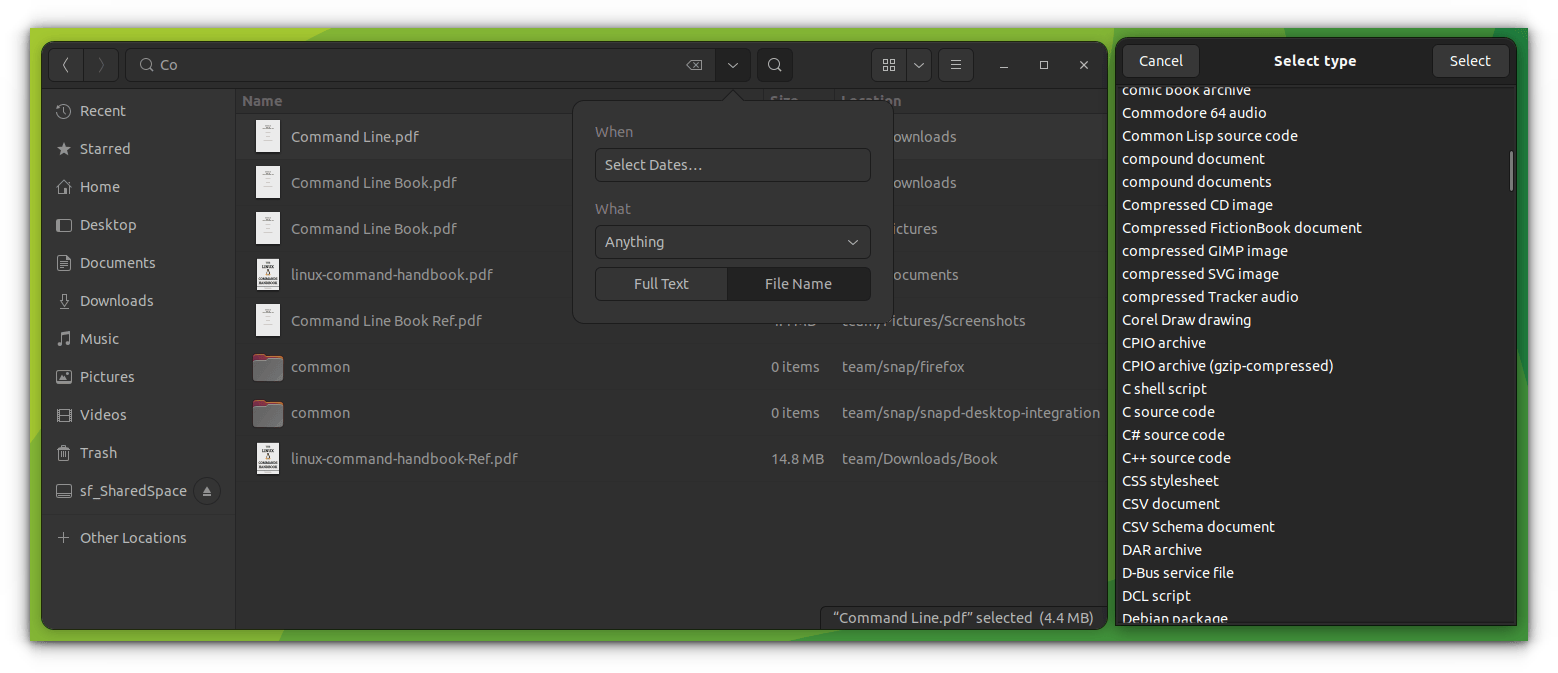 Co
Recent
Starred
Home
Desktop
Documents
Downloads
Music
Pictures
Videos
Trash
sf_SharedSpace
Other Locations
Name Size Location
Command Line.pdf ownloads
Command Line Book.pdf ownloads
Command Line Book.pdf ictures
linux-command-handbook.pdf ocuments
Command Line Book Ref.pdf team/Pictures/Screenshots
common 0 items team/snap/firefox
common 0 items team/snap/snapd-desktop-integration
linux-command-handbook-Ref.pdf 14.8 MB team/Downloads/Book
When
Select Dates…
What
Anything
Full Text File Name
“Command Line.pdf” selected (4.4 MB)
Cancel Select type Select
comic book archive
Commodore 64 audio
Common Lisp source code
compound document
compound documents
Compressed CD image
Compressed FictionBook document
compressed GIMP image
compressed SVG image
compressed Tracker audio
Corel Draw drawing
CPIO archive
CPIO archive (gzip-compressed)
C shell script
C source code
C# source code
C++ source code
CSS stylesheet
CSV document
CSV Schema document
DAR archive
D-Bus service file
DCL script
Debian package